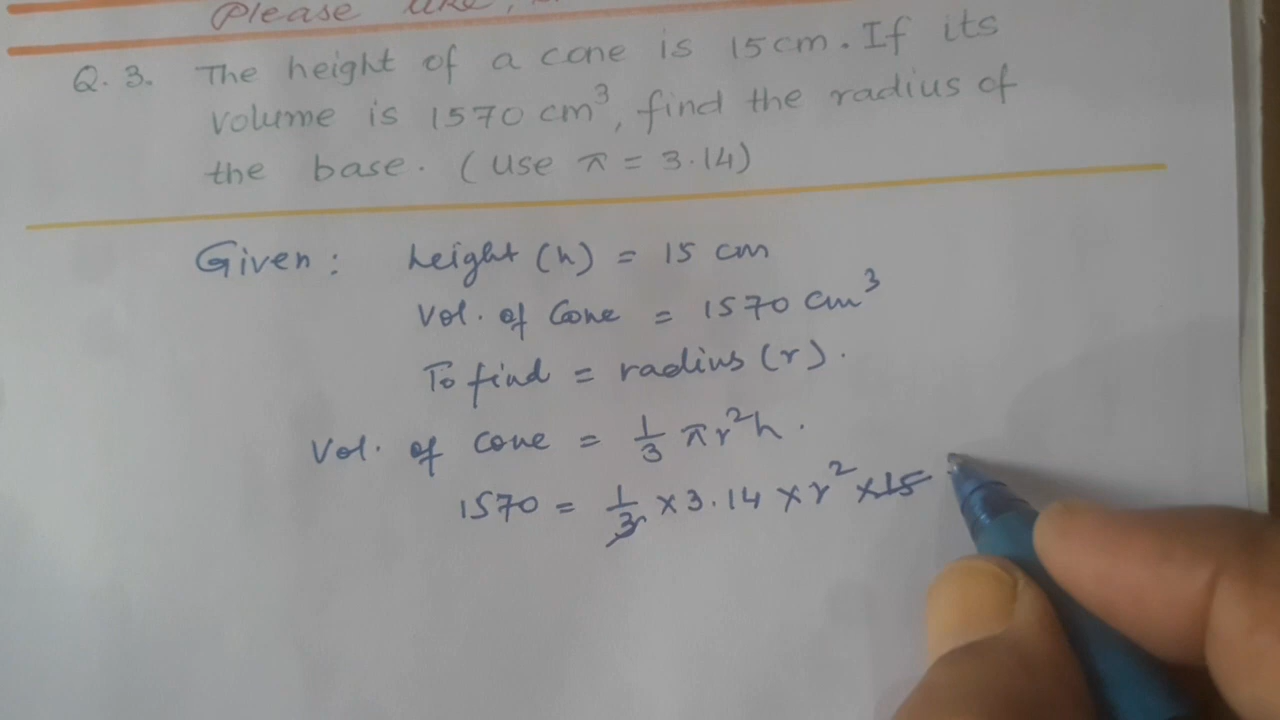 Please like,
Q. 3. The height of a cone is 15cm. If its
volume is 1570 cm³, find the radius of
the base. (use π = 3.14)
Given: height (h) = 15 cm
Vol. of Cone = 1570 cm³
To find = radius (r).
Vol. of cone = 1/3 πr²h.
1570 = 1/3 × 3.14 × r² × 15